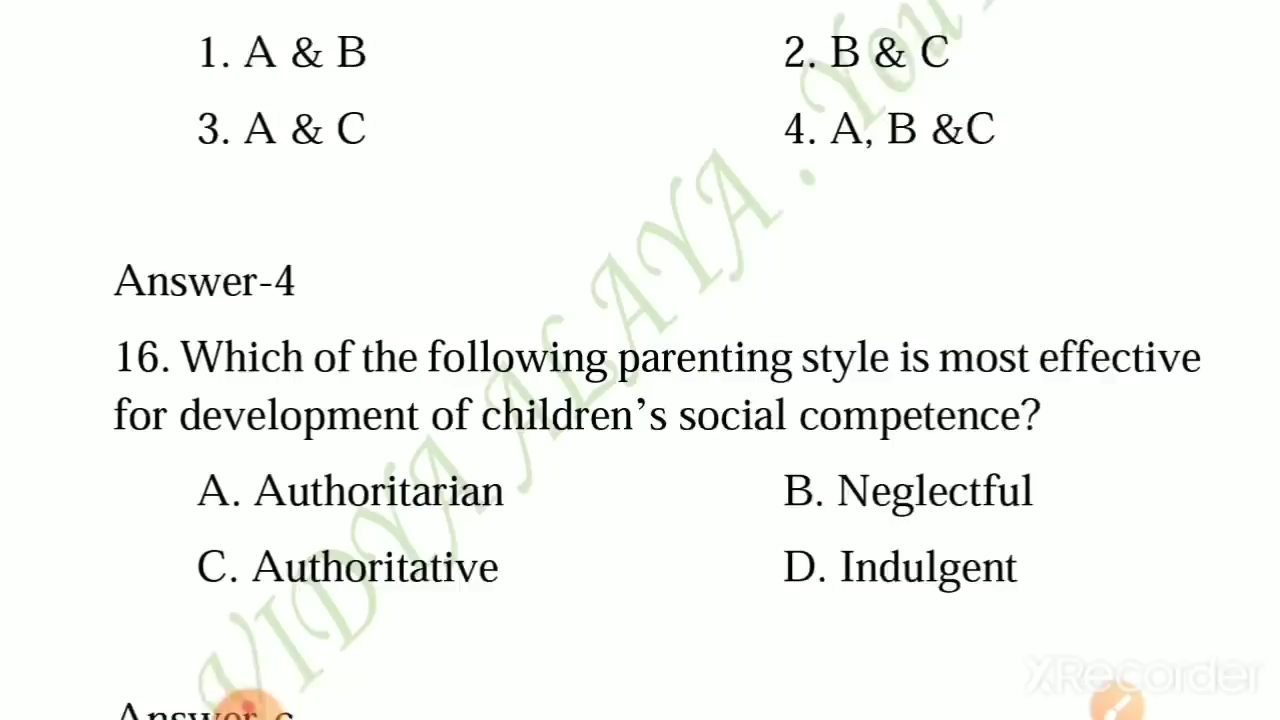 1. A & B
2. B & C
3. A & C
4. A, B &C
Answer-4
16. Which of the following parenting style is most effective
for development of children’s social competence?
A. Authoritarian
B. Neglectful
C. Authoritative
D. Indulgent
VIDYA ALAYA . You
XRecorder
Answer-c